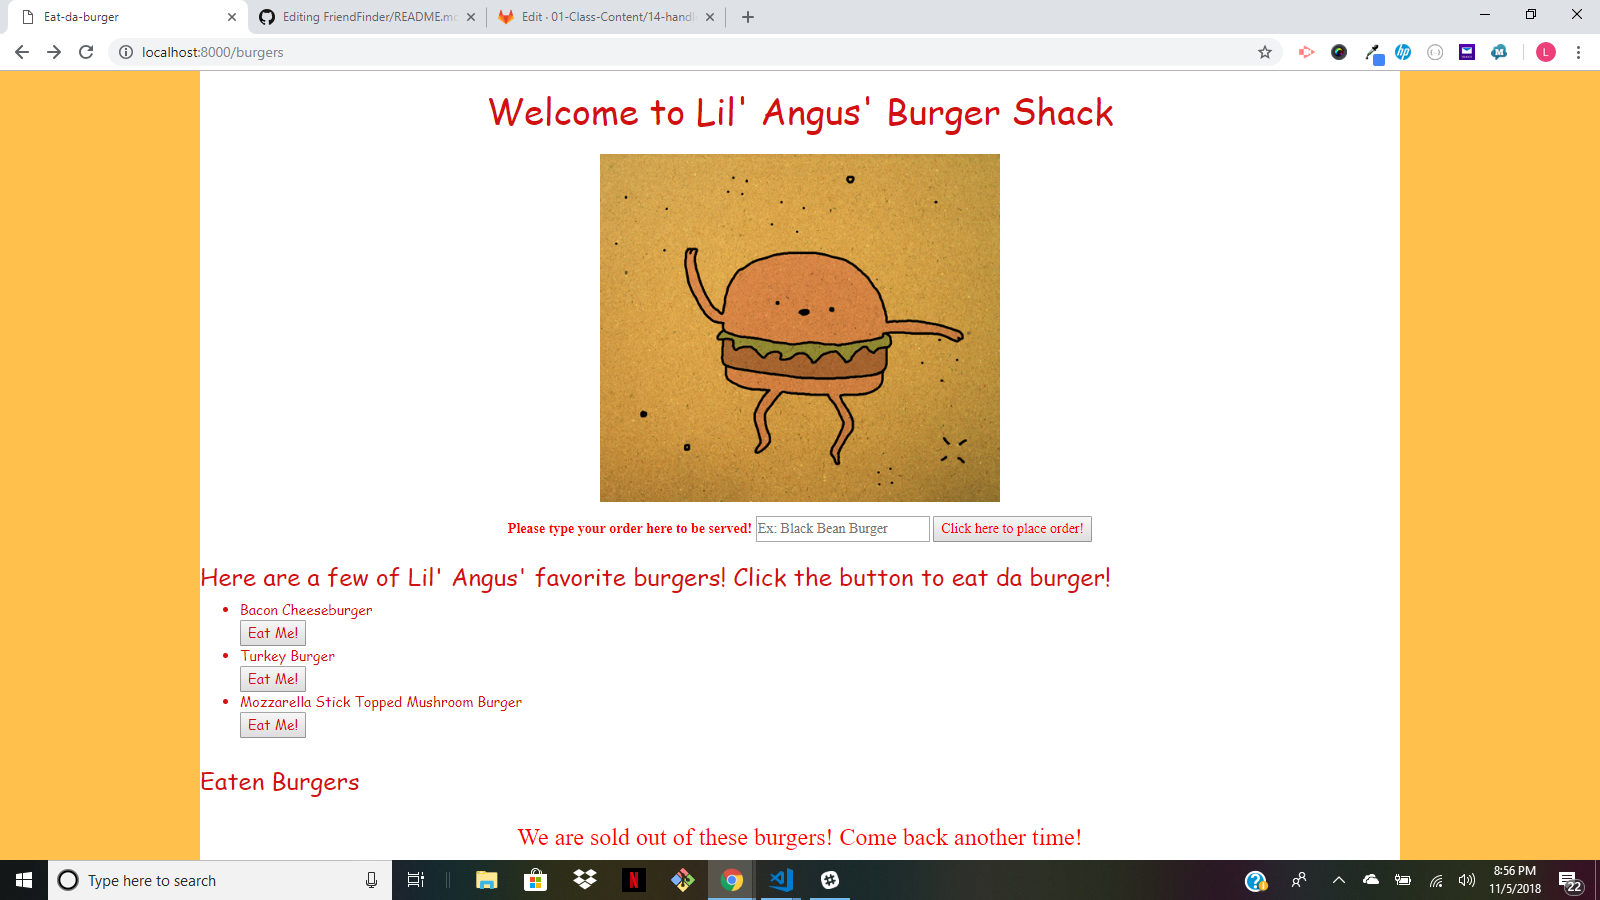 Eat-da-burger
Editing FriendFinder/README.m
Edit · 01-Class-Content/14-hand
localhost:8000/burgers
L
Welcome to Lil' Angus' Burger Shack
Please type your order here to be served! Ex: Black Bean Burger Click here to place order!
Here are a few of Lil' Angus' favorite burgers! Click the button to eat da burger!
Bacon Cheeseburger
Eat Me!
Turkey Burger
Eat Me!
Mozzarella Stick Topped Mushroom Burger
Eat Me!
Eaten Burgers
We are sold out of these burgers! Come back another time!
Type here to search
8:56 PM
11/5/2018
22